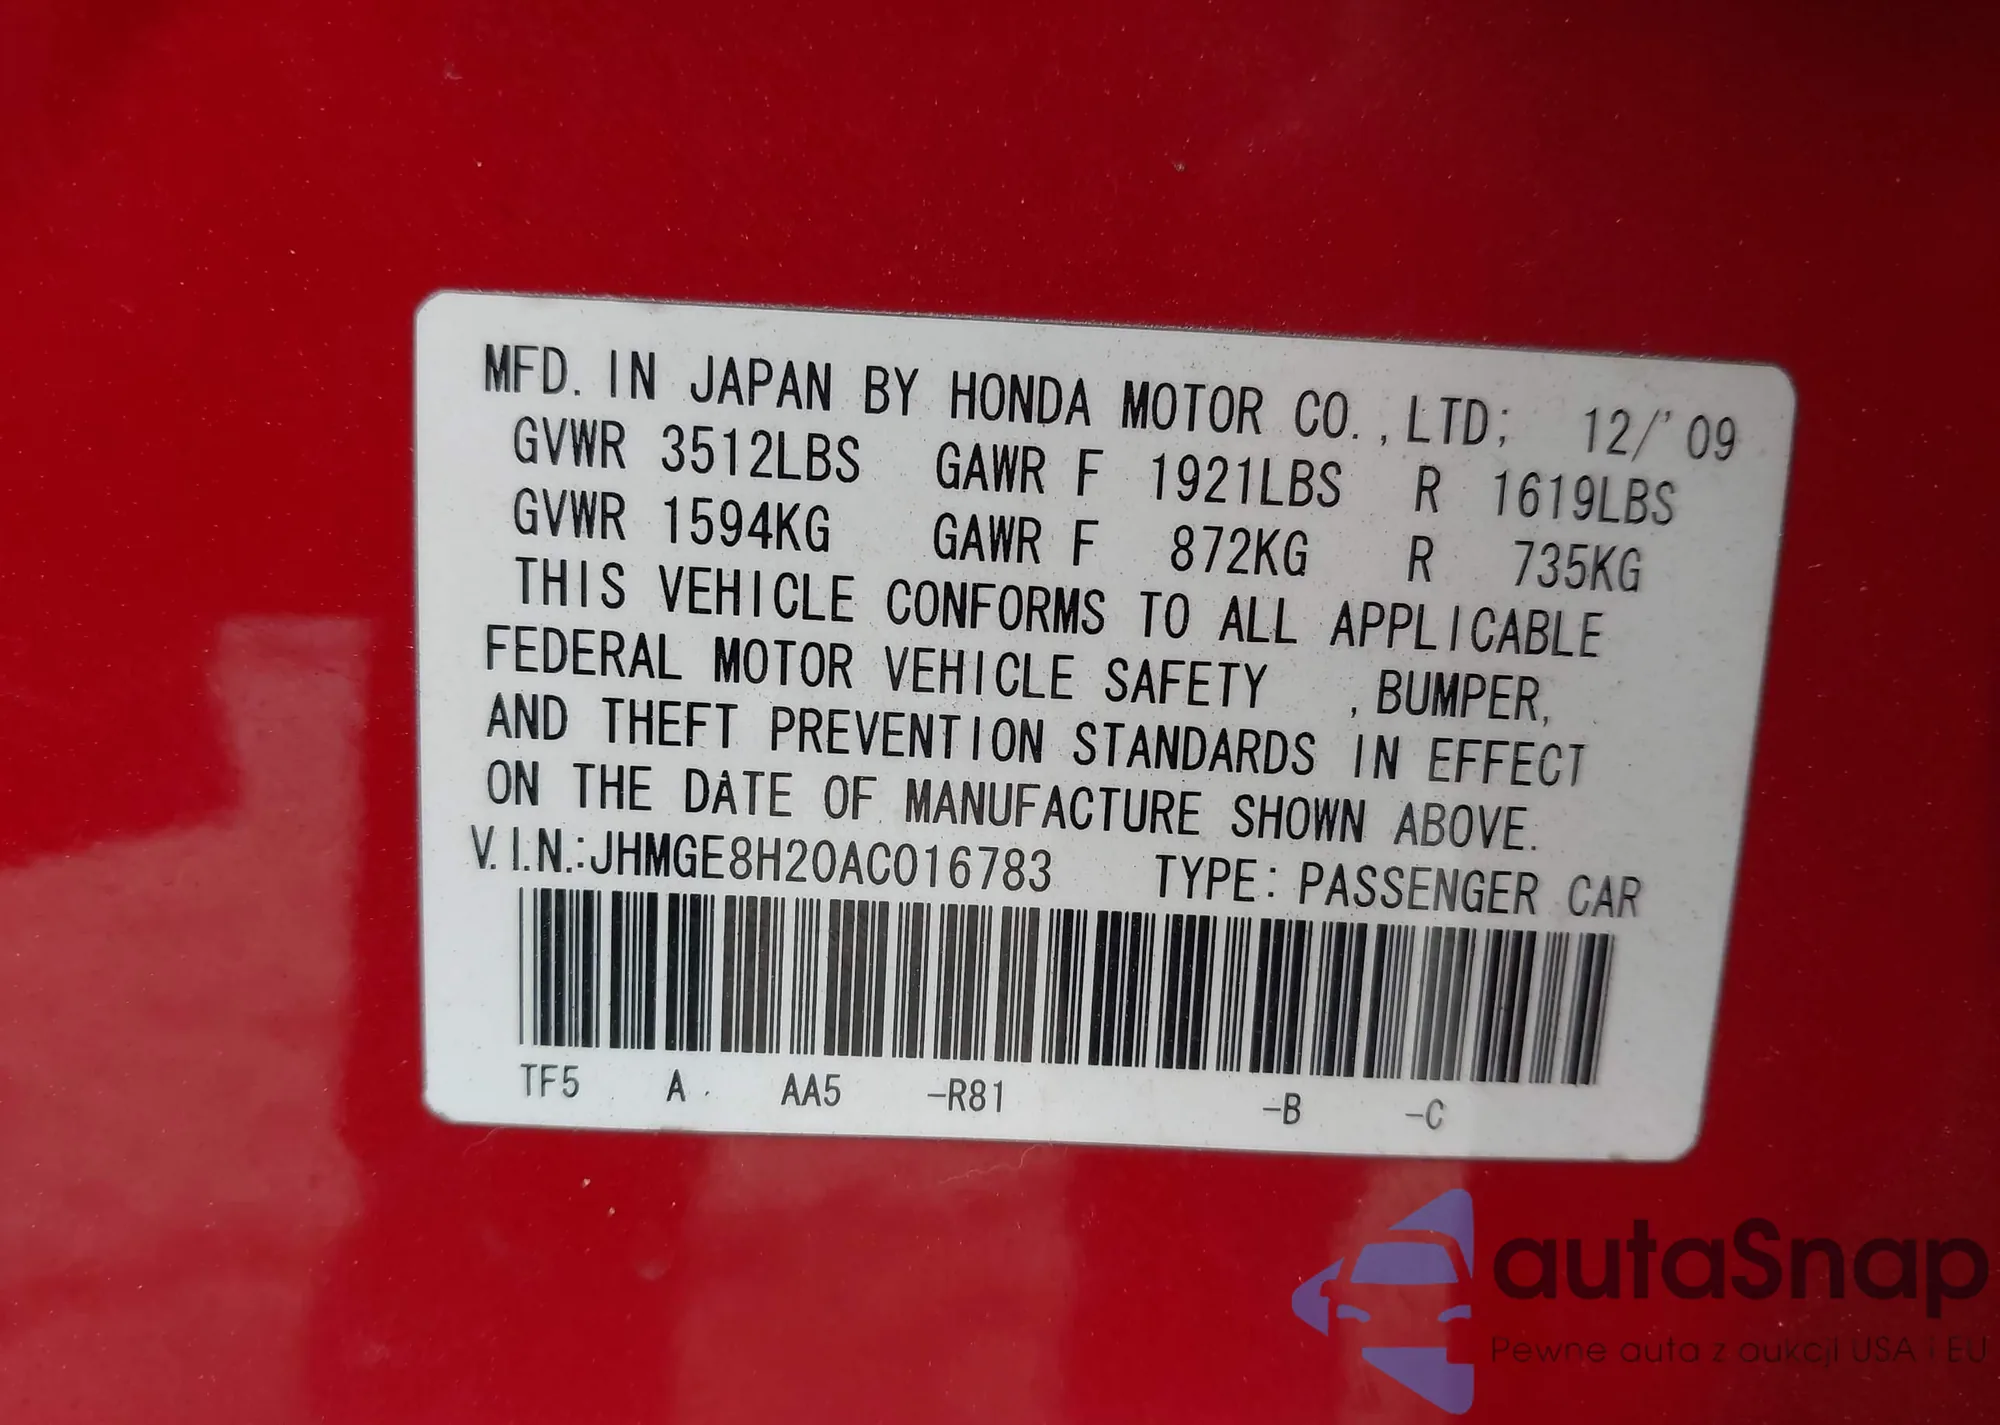 MFD. IN JAPAN BY HONDA MOTOR CO.,LTD; 12/'09
GVWR 3512LBS GAWR F 1921LBS R 1619LBS
GVWR 1594KG GAWR F 872KG R 735KG
THIS VEHICLE CONFORMS TO ALL APPLICABLE
FEDERAL MOTOR VEHICLE SAFETY ,BUMPER,
AND THEFT PREVENTION STANDARDS IN EFFECT
ON THE DATE OF MANUFACTURE SHOWN ABOVE.
V.I.N.:JHMGE8H20AC016783 TYPE: PASSENGER CAR
TF5 A. AA5 -R81 -B -C
autaSnap
Pewne auta z aukcji USA i EU